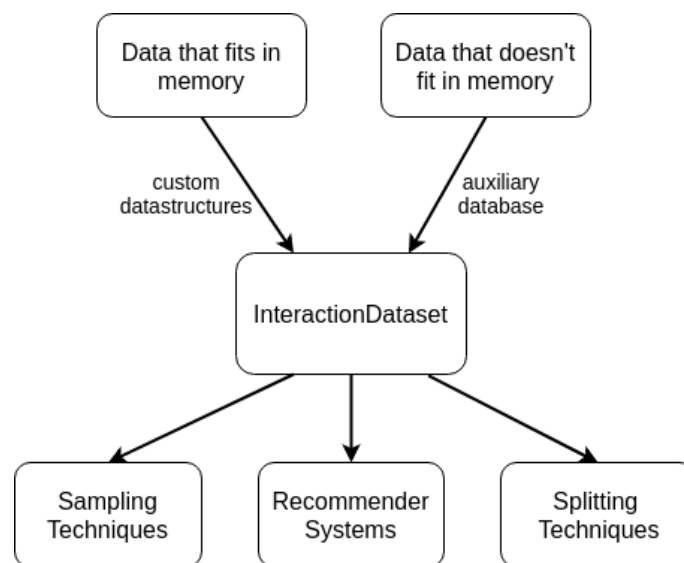 Data that fits in
memory
Data that doesn't
fit in memory
custom
datastructures
auxiliary
database
InteractionDataset
Sampling
Techniques
Recommender
Systems
Splitting
Techniques